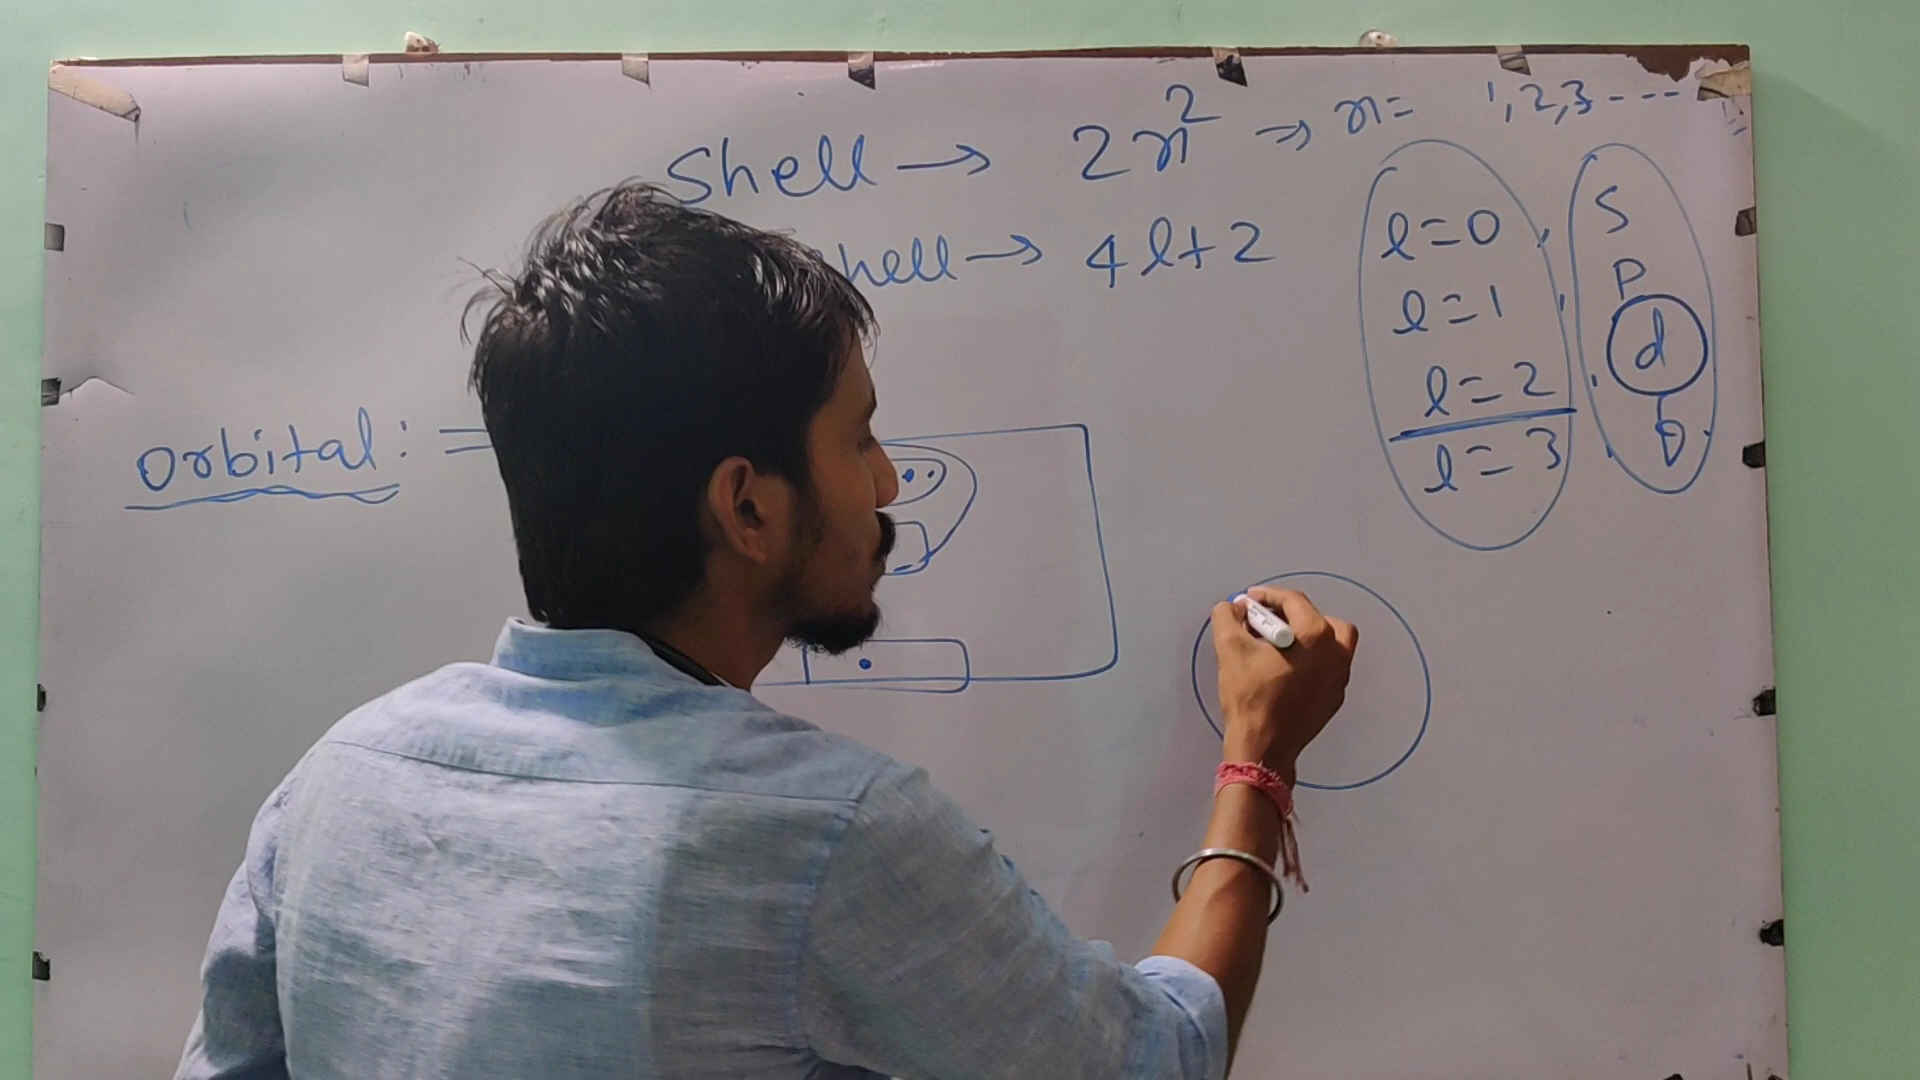 Shell → 2n² ⇒ n= 1,2,3----
hell → 4l+2
l=0, S
l=1, P
l=2, d
l=3,
Orbital :=